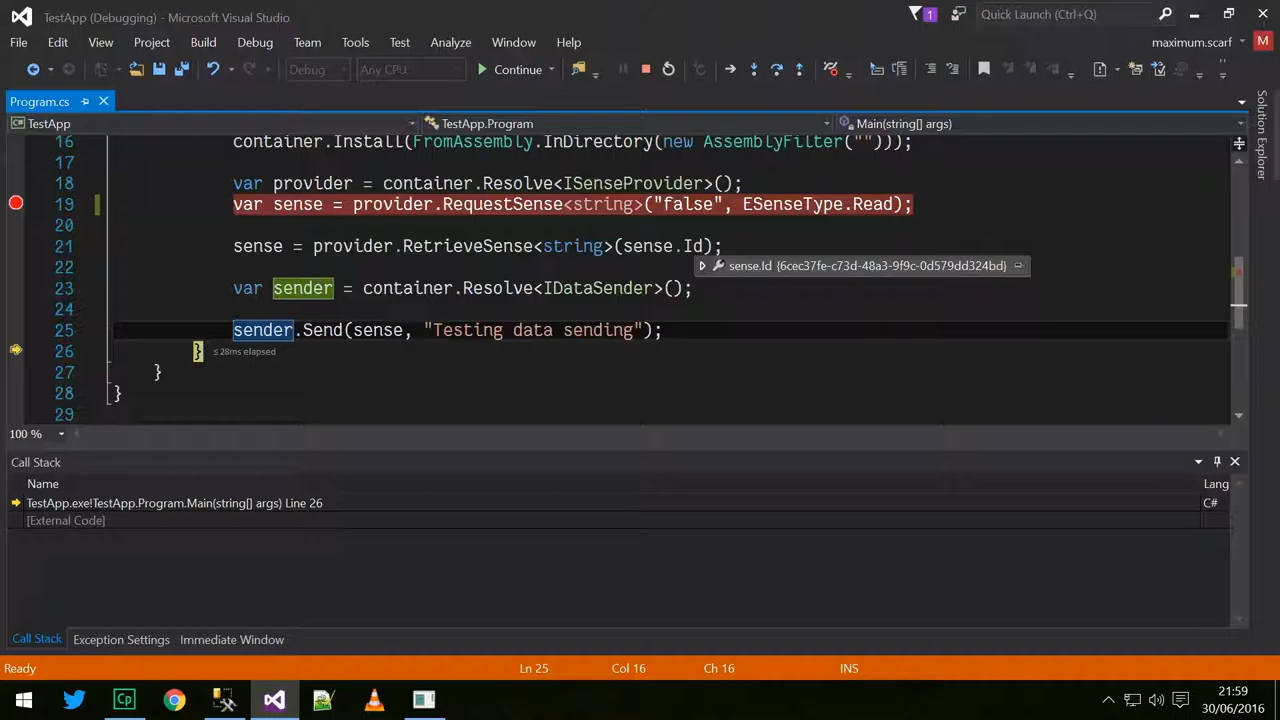 TestApp (Debugging) - Microsoft Visual Studio
1
Quick Launch (Ctrl+Q)
File Edit View Project Build Debug Team Tools Test Analyze Window Help
maximum.scarf M
Debug Any CPU Continue
Program.cs
TestApp TestApp.Program Main(string[] args)
Solution Explorer
16 container.Install(FromAssembly.InDirectory(new AssemblyFilter("")));
17
18 var provider = container.Resolve<ISenseProvider>();
19 var sense = provider.RequestSense<string>("false", ESenseType.Read);
20
21 sense = provider.RetrieveSense<string>(sense.Id);
22 sense.Id {6cec37fe-c73d-48a3-9f9c-0d579dd324bd}
23 var sender = container.Resolve<IDataSender>();
24
25 sender.Send(sense, "Testing data sending");
26 } ≤28ms elapsed
27 }
28 }
29
100 %
Call Stack
Name Lang
TestApp.exe!TestApp.Program.Main(string[] args) Line 26 C#
[External Code]
Call Stack Exception Settings Immediate Window
Ready Ln 25 Col 16 Ch 16 INS
Cp
21:59
30/06/2016